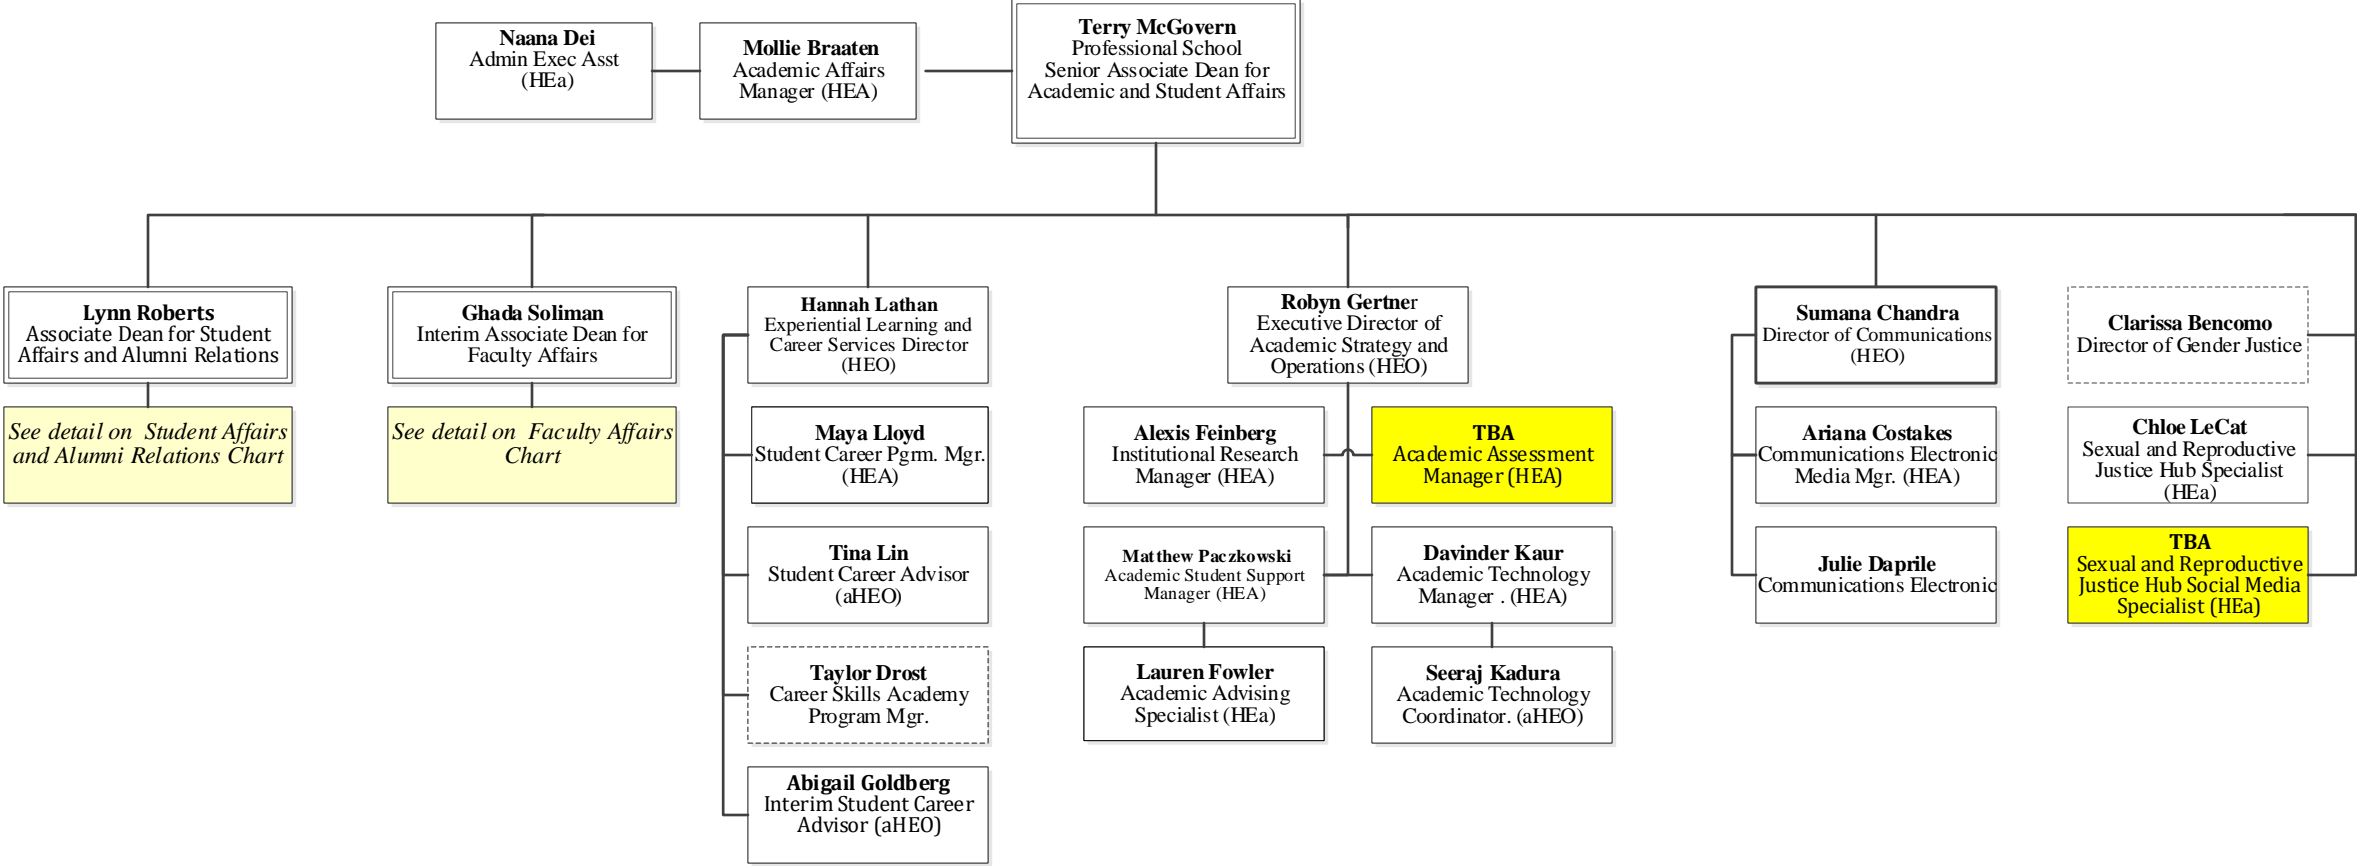 Naana Dei
Admin Exec Asst
(HEa)
Mollie Braaten
Academic Affairs
Manager (HEA)
Terry McGovern
Professional School
Senior Associate Dean for
Academic and Student Affairs
Lynn Roberts
Associate Dean for Student
Affairs and Alumni Relations
See detail on Student Affairs
and Alumni Relations Chart
Ghada Soliman
Interim Associate Dean for
Faculty Affairs
See detail on Faculty Affairs
Chart
Hannah Lathan
Experiential Learning and
Career Services Director
(HEO)
Maya Lloyd
Student Career Pgrm. Mgr.
(HEA)
Tina Lin
Student Career Advisor
(aHEO)
Taylor Drost
Career Skills Academy
Program Mgr.
Abigail Goldberg
Interim Student Career
Advisor (aHEO)
Robyn Gertner
Executive Director of
Academic Strategy and
Operations (HEO)
Alexis Feinberg
Institutional Research
Manager (HEA)
TBA
Academic Assessment
Manager (HEA)
Matthew Paczkowski
Academic Student Support
Manager (HEA)
Davinder Kaur
Academic Technology
Manager . (HEA)
Lauren Fowler
Academic Advising
Specialist (HEa)
Seeraj Kadura
Academic Technology
Coordinator. (aHEO)
Sumana Chandra
Director of Communications
(HEO)
Ariana Costakes
Communications Electronic
Media Mgr. (HEA)
Julie Daprile
Communications Electronic
Clarissa Bencomo
Director of Gender Justice
Chloe LeCat
Sexual and Reproductive
Justice Hub Specialist
(HEa)
TBA
Sexual and Reproductive
Justice Hub Social Media
Specialist (HEa)